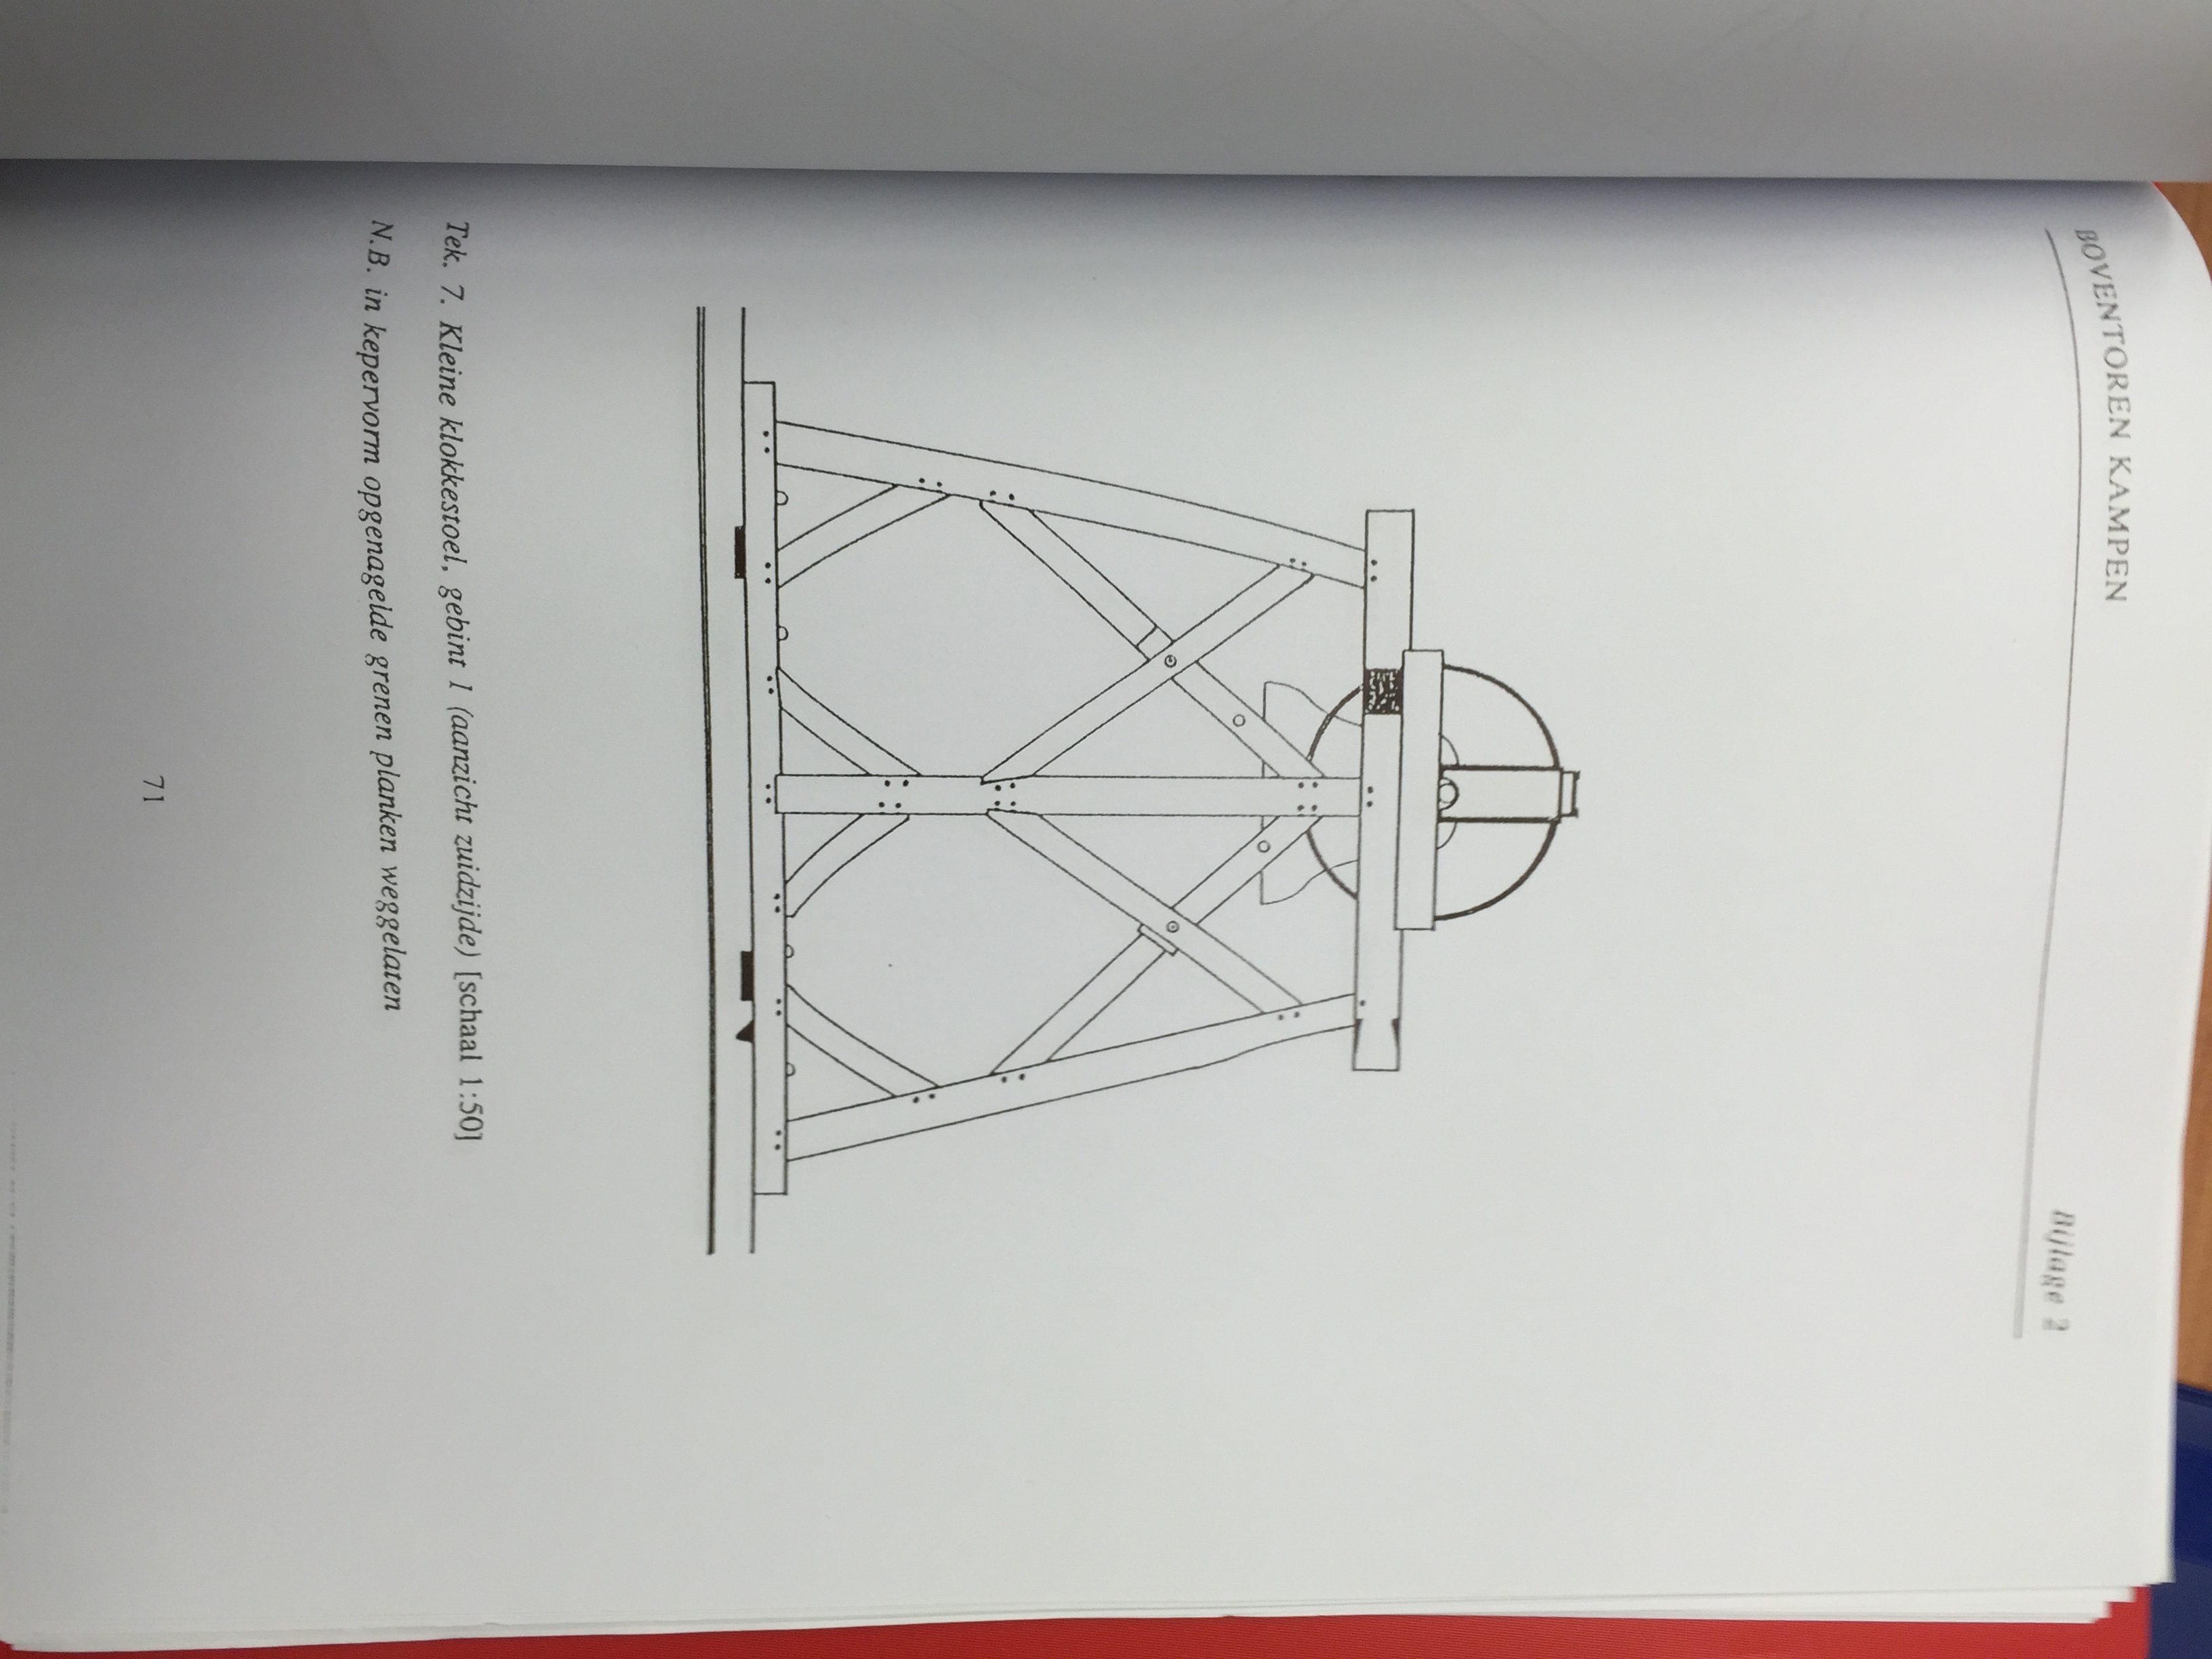 BOVENTOREN KAMPEN
Bijlage 2
Tek. 7. Kleine klokkestoel, gebint 1 (aanzicht zuidzijde) [schaal 1:50]
N.B. in kepervorm opgenagelde grenen planken weggelaten
71